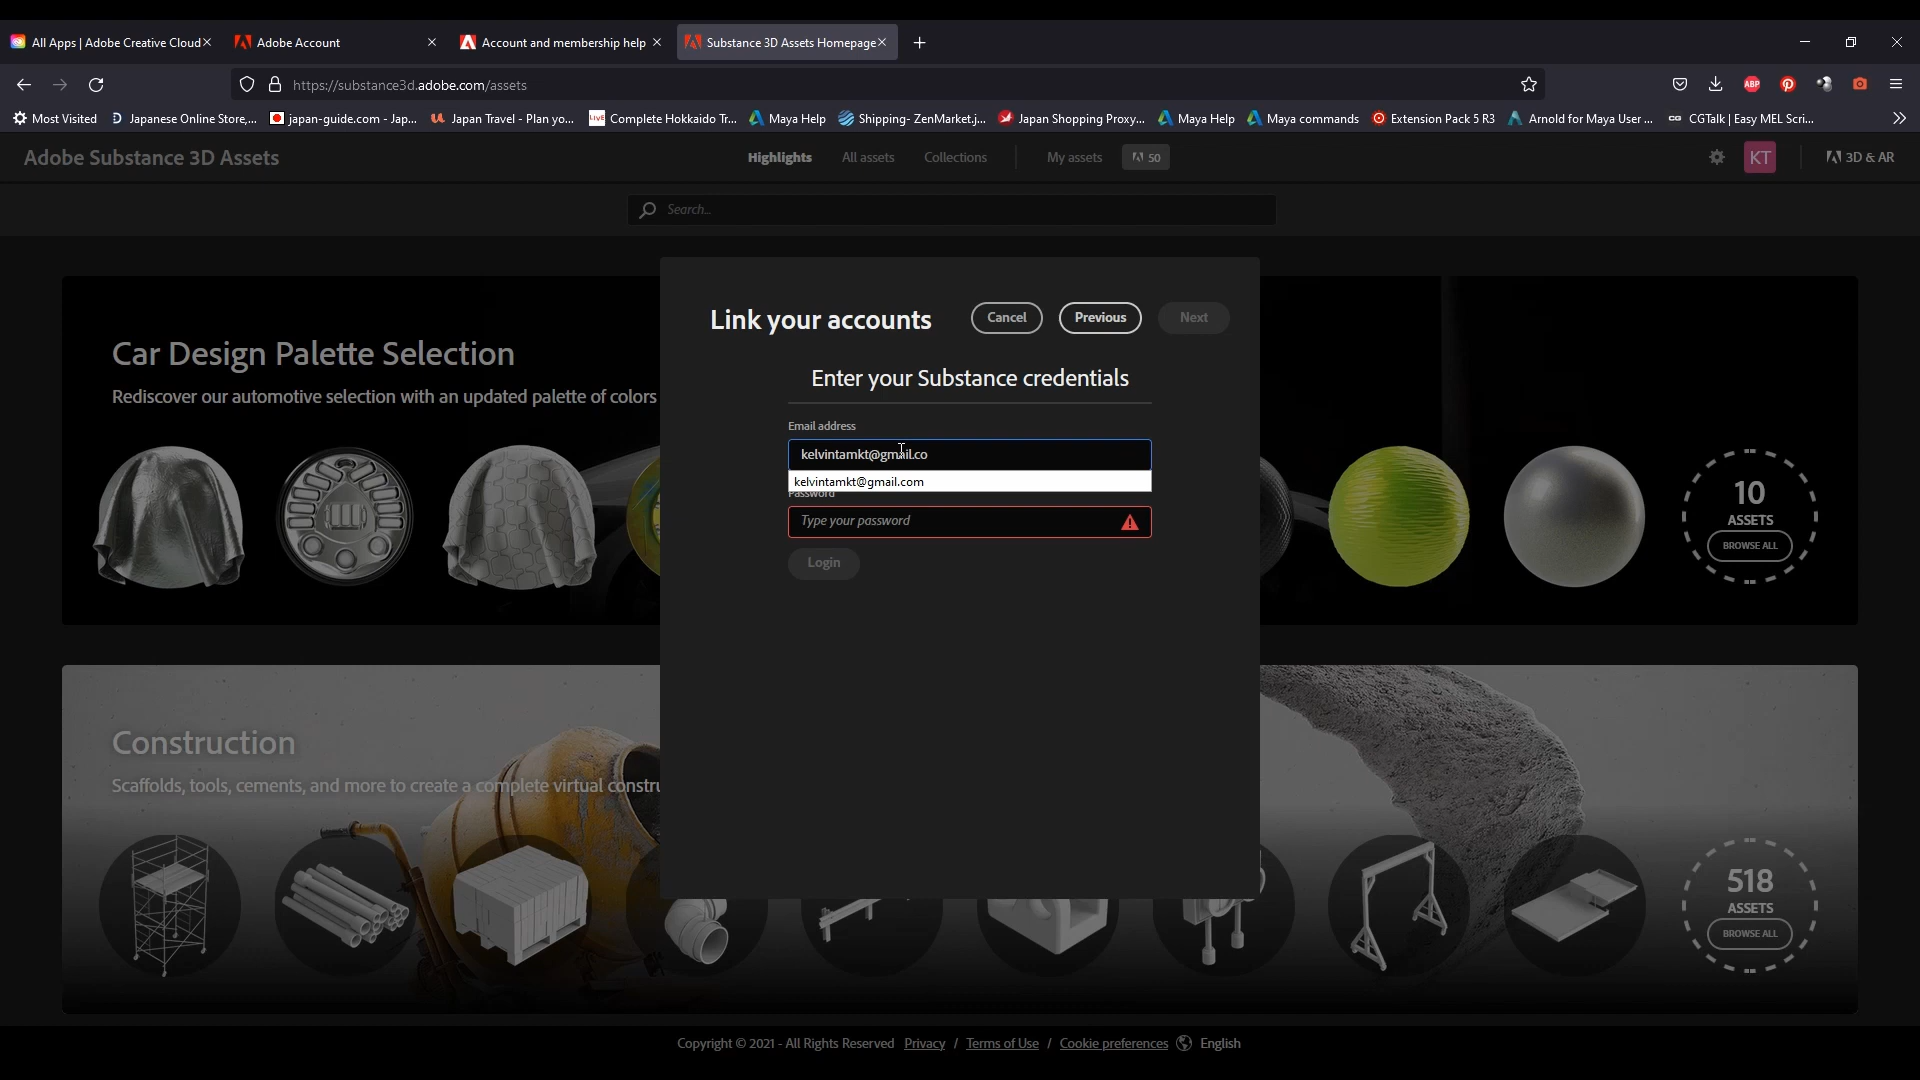 All Apps | Adobe Creative Cloud
Adobe Account
Account and membership help
Substance 3D Assets Homepage
https://substance3d.adobe.com/assets
ABP
Most Visited
Japanese Online Store,...
japan-guide.com - Jap...
Japan Travel - Plan yo...
LIVE
Complete Hokkaido Tr...
Maya Help
Shipping- ZenMarket.j...
Japan Shopping Proxy...
Maya Help
Maya commands
Extension Pack 5 R3
Arnold for Maya User ...
CGTalk | Easy MEL Scri...
Adobe Substance 3D Assets
Highlights
All assets
Collections
My assets
50
KT
3D & AR
Search...
Link your accounts
Cancel
Previous
Next
Car Design Palette Selection
Rediscover our automotive selection with an updated palette of colors
Enter your Substance credentials
Email address
kelvintamkt@gmail.co
kelvintamkt@gmail.com
Password
Type your password
Login
10
ASSETS
BROWSE ALL
Construction
Scaffolds, tools, cements, and more to create a complete virtual constru
518
ASSETS
BROWSE ALL
Copyright © 2021 - All Rights Reserved Privacy / Terms of Use / Cookie preferences English